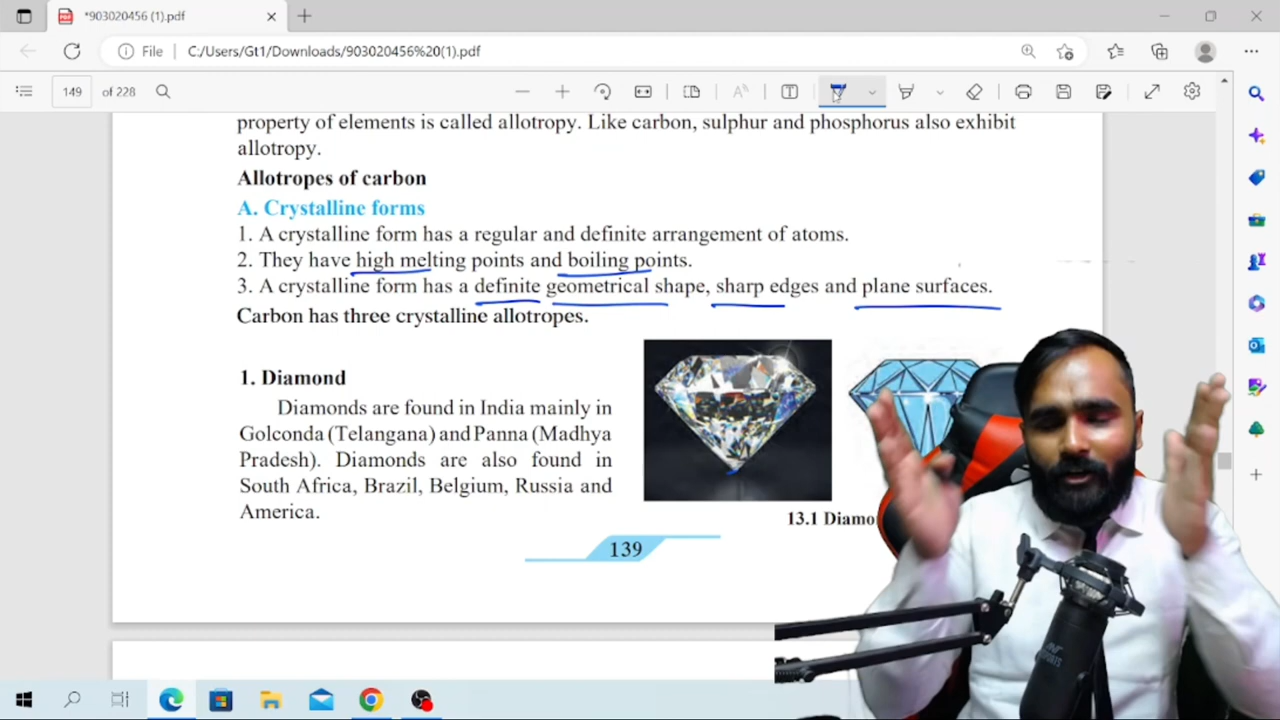 *903020456 (1).pdf
File
C:/Users/Gt1/Downloads/903020456%20(1).pdf
149
of 228
property of elements is called allotropy. Like carbon, sulphur and phosphorus also exhibit
allotropy.
Allotropes of carbon
A. Crystalline forms
1. A crystalline form has a regular and definite arrangement of atoms.
2. They have high melting points and boiling points.
3. A crystalline form has a definite geometrical shape, sharp edges and plane surfaces.
Carbon has three crystalline allotropes.
1. Diamond
Diamonds are found in India mainly in
Golconda (Telangana) and Panna (Madhya
Pradesh). Diamonds are also found in
South Africa, Brazil, Belgium, Russia and
America.
13.1 Diamo
139